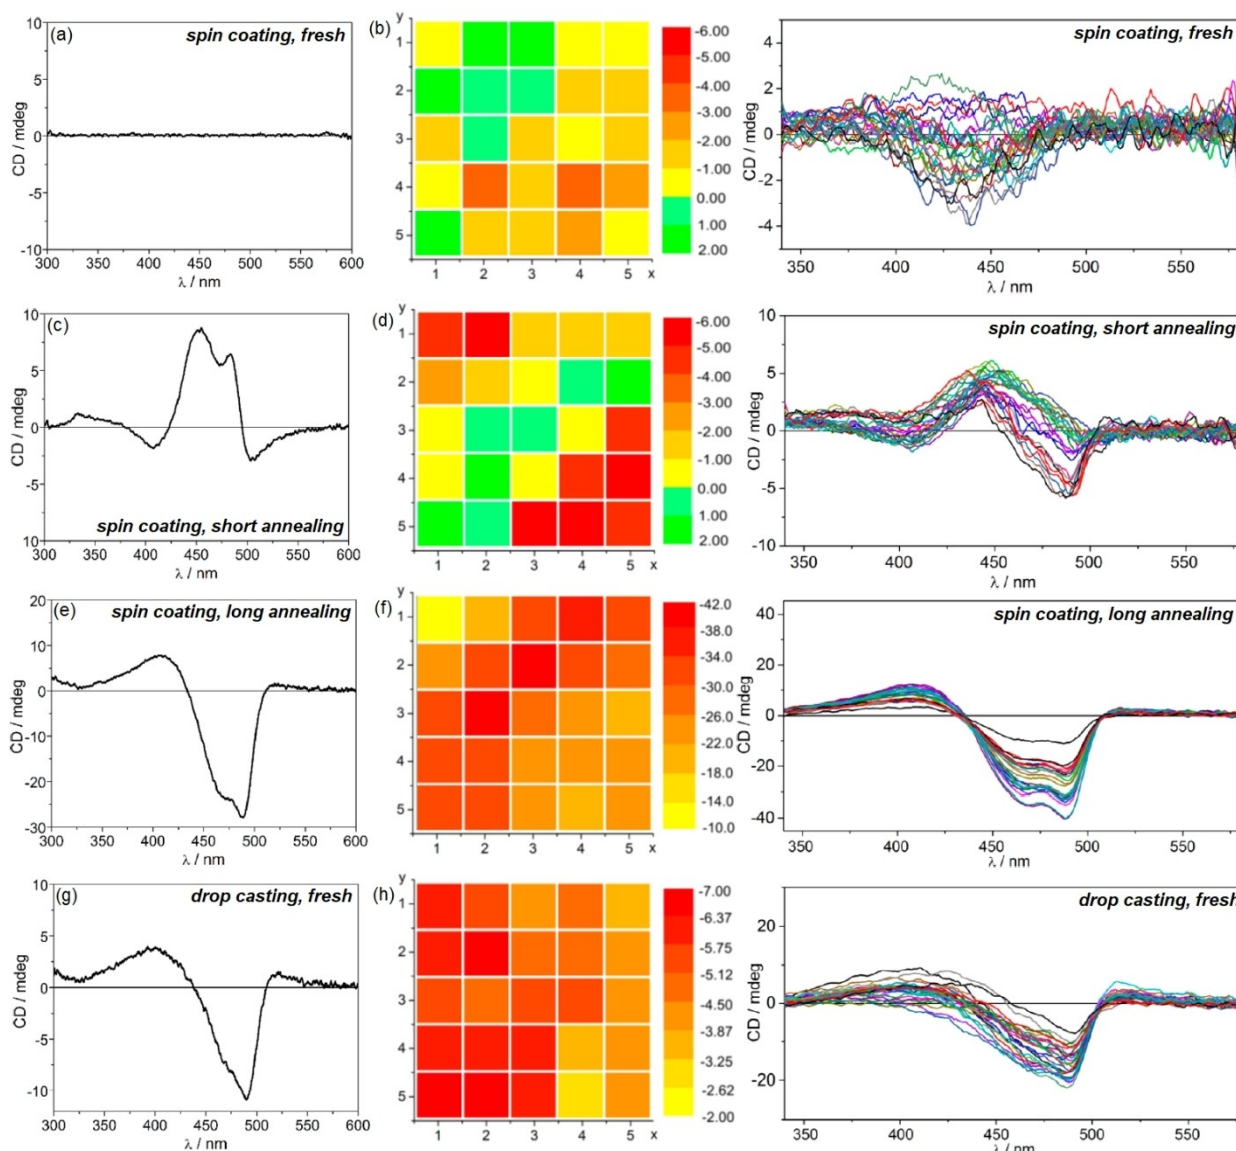 (a)
spin coating, fresh
CD / mdeg
10
5
0
-5
-10
300 350 400 450 500 550 600
λ / nm
(b)
y
1
2
3
4
5
1 2 3 4 5 x
-6.00
-5.00
-4.00
-3.00
-2.00
-1.00
0.00
1.00
2.00
spin coating, fresh
CD / mdeg
4
2
0
-2
-4
350 400 450 500 550
λ / nm
(c)
spin coating, short annealing
CD / mdeg
10
5
0
-5
10
300 350 400 450 500 550 600
λ / nm
(d)
y
1
2
3
4
5
1 2 3 4 5 x
-6.00
-5.00
-4.00
-3.00
-2.00
-1.00
0.00
1.00
2.00
spin coating, short annealing
CD / mdeg
10
5
0
-5
-10
350 400 450 500 550
λ / nm
(e)
spin coating, long annealing
CD / mdeg
20
10
0
-10
-20
-30
300 350 400 450 500 550 600
λ / nm
(f)
y
1
2
3
4
5
1 2 3 4 5 x
-42.0
-38.0
-34.0
-30.0
-26.0
-22.0
-18.0
-14.0
-10.0
spin coating, long annealing
CD / mdeg
40
20
0
-20
-40
350 400 450 500 550
λ / nm
(g)
drop casting, fresh
CD / mdeg
10
5
0
-5
-10
300 350 400 450 500 550 600
λ / nm
(h)
y
1
2
3
4
5
1 2 3 4 5 x
-7.00
-6.37
-5.75
-5.12
-4.50
-3.87
-3.25
-2.62
-2.00
drop casting, fresh
CD / mdeg
20
0
-20
350 400 450 500 550
λ / nm